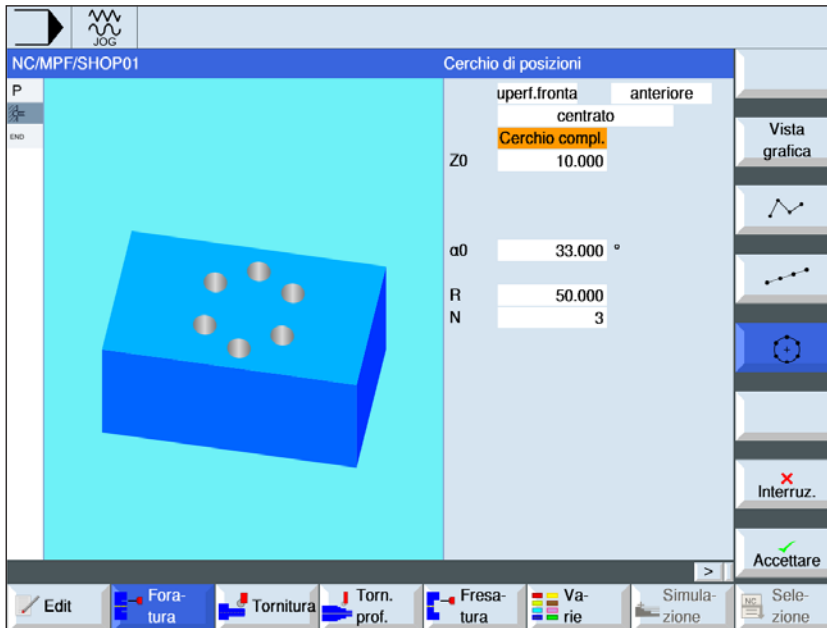 JOG
NC/MPF/SHOP01
Cerchio di posizioni
P
END
uperf.fronta anteriore
centrato
Cerchio compl.
Z0 10.000
α0 33.000 °
R 50.000
N 3
Vista
grafica
Interruz.
Accettare
>
Edit
Fora-
tura
Tornitura
Torn.
prof.
Fresa-
tura
Va-
rie
Simula-
zione
NC
Sele-
zione